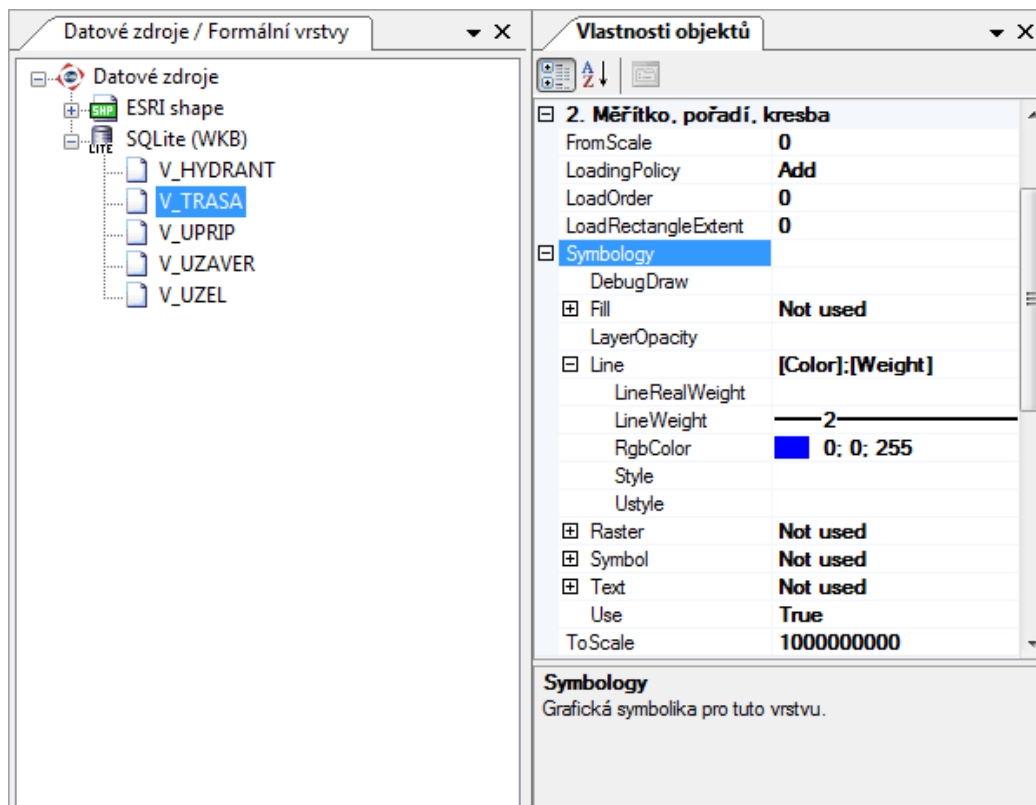 Datové zdroje / Formální vrstvy
Datové zdroje
SHP ESRI shape
LITE SQLite (WKB)
V_HYDRANT
V_TRASA
V_UPRIP
V_UZAVER
V_UZEL
Vlastnosti objektů
A Z
2. Měřítko, pořadí, kresba
FromScale 0
LoadingPolicy Add
LoadOrder 0
LoadRectangleExtent 0
Symbology
DebugDraw
Fill Not used
LayerOpacity
Line [Color];[Weight]
LineRealWeight
LineWeight 2
RgbColor 0; 0; 255
Style
Ustyle
Raster Not used
Symbol Not used
Text Not used
Use True
ToScale 1000000000
Symbology
Grafická symbolika pro tuto vrstvu.